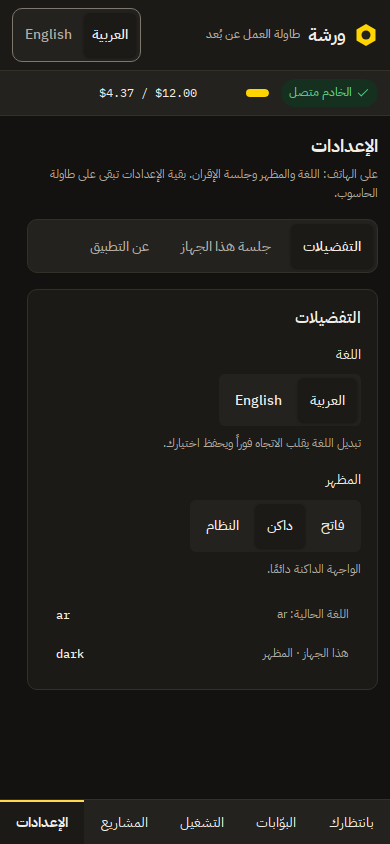 ورشة طاولة العمل عن بُعد العربية English
الخادم متصل $4.37 / $12.00
الإعدادات
على الهاتف: اللغة والمظهر وجلسة الإقران. بقية الإعدادات تبقى على طاولة
الحاسوب.
التفضيلات جلسة هذا الجهاز عن التطبيق
التفضيلات
اللغة
العربية English
تبديل اللغة يقلب الاتجاه فوراً ويحفظ اختيارك.
المظهر
فاتح داكن النظام
الواجهة الداكنة دائمًا.
اللغة الحالية: ar ar
هذا الجهاز · المظهر dark
بانتظارك البوّابات التشغيل المشاريع الإعدادات